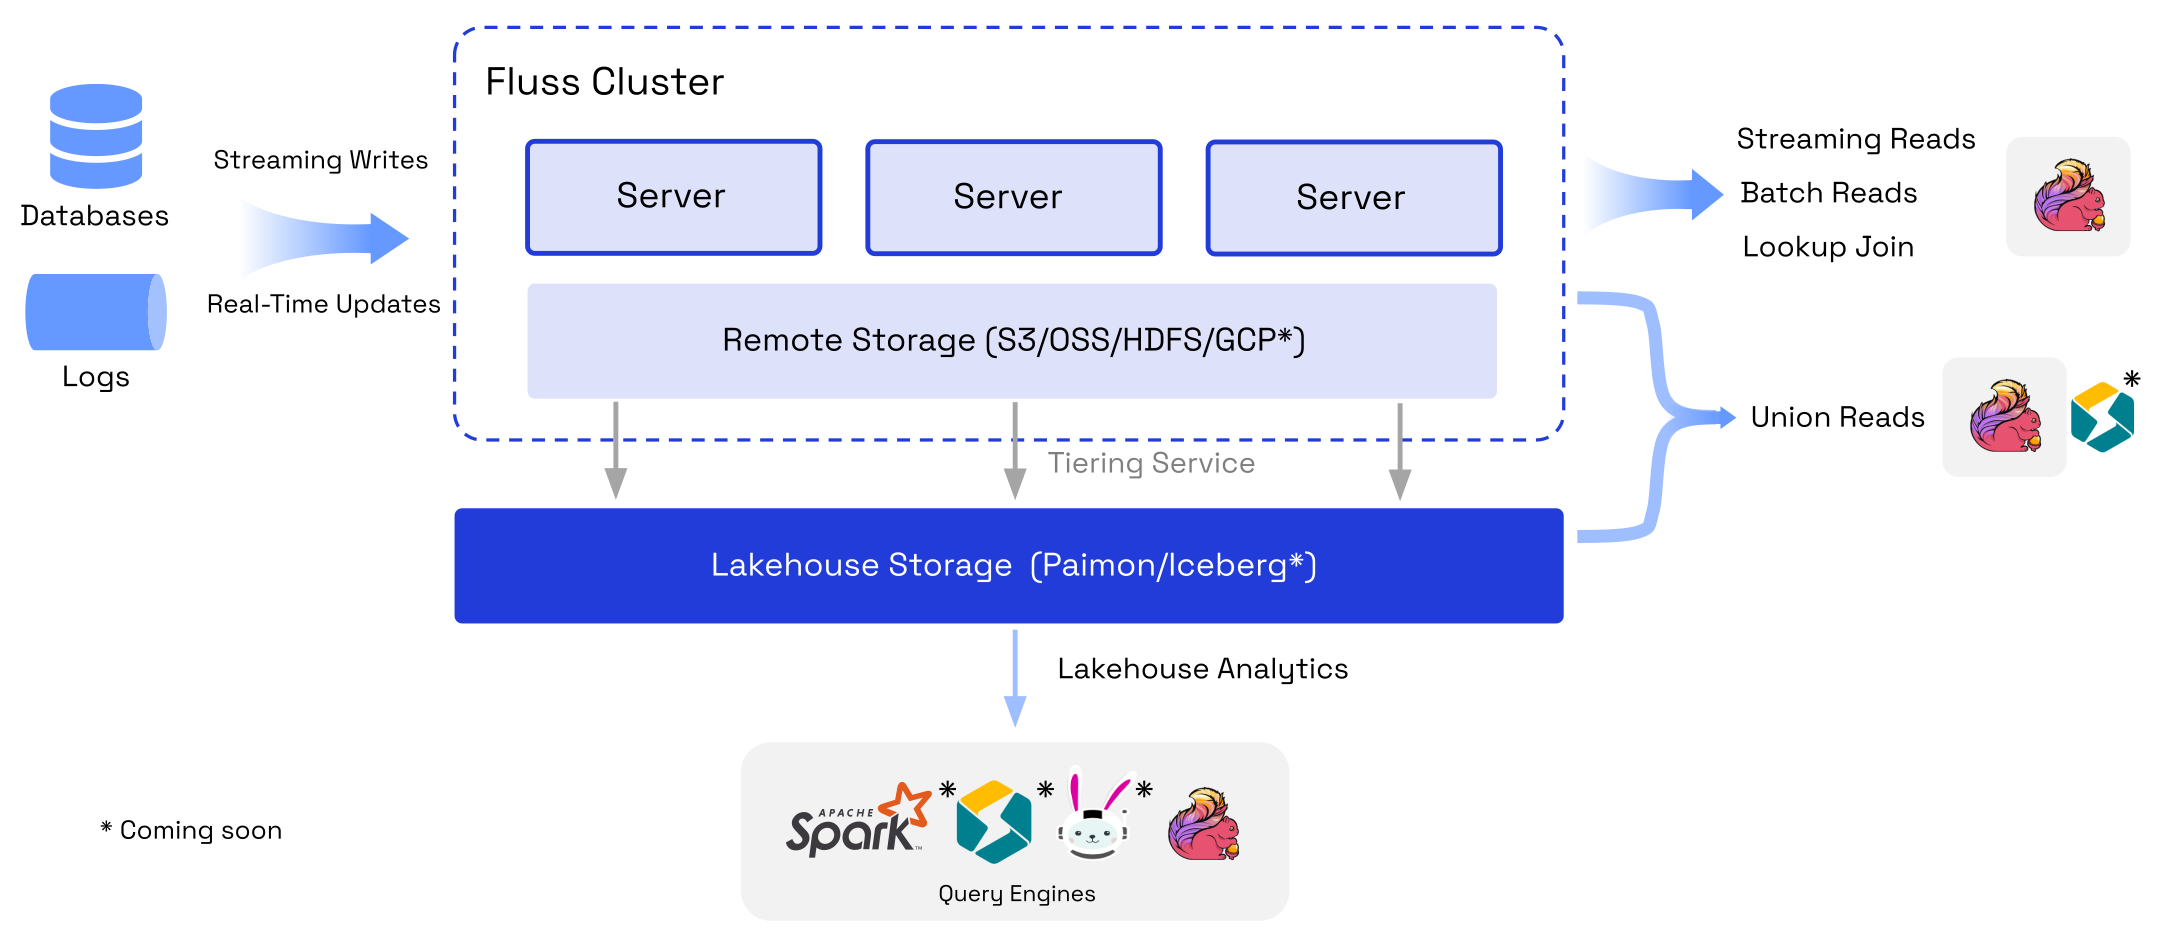 Fluss Cluster
Databases
Logs
Streaming Writes
Real-Time Updates
Server
Server
Server
Remote Storage (S3/OSS/HDFS/GCP*)
Tiering Service
Lakehouse Storage (Paimon/Iceberg*)
Streaming Reads
Batch Reads
Lookup Join
Union Reads
*
Lakehouse Analytics
APACHE
Spark™
*
*
*
Query Engines
* Coming soon